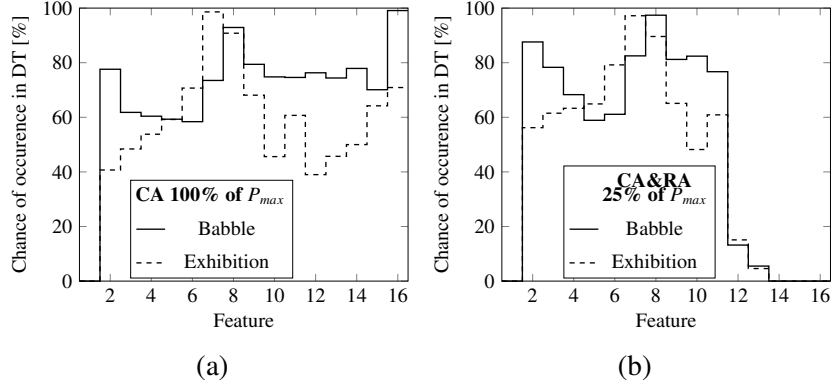 Chance of occurence in DT [%]
100
80
60
40
20
0
CA 100% of P_max
Babble
Exhibition
2 4 6 8 10 12 14 16
Feature
(a)
Chance of occurence in DT [%]
100
80
60
40
20
0
CA&RA
25% of P_max
Babble
Exhibition
2 4 6 8 10 12 14 16
Feature
(b)